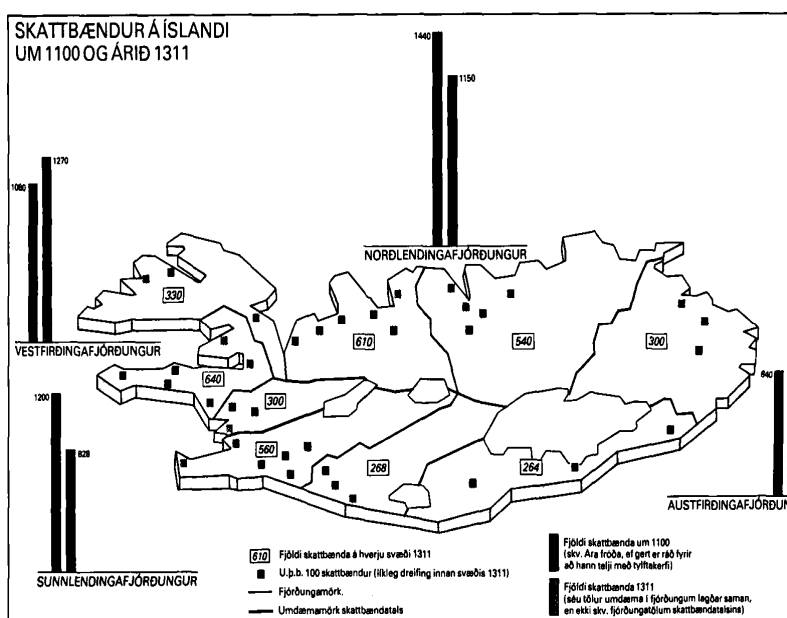 SKATTBÆNDUR Á ÍSLANDI
UM 1100 OG ÁRIÐ 1311
1440
1150
NORÐLENDINGAFJÓRÐUNGUR
1080
1270
VESTFIRÐINGAFJÓRÐUNGUR
330
610
540
300
640
300
560
268
264
1200
828
SUNNLENDINGAFJÓRÐUNGUR
840
AUSTFIRÐINGAFJÓRÐUN
610 Fjöldi skattbænda á hverju svæði 1311
U.þ.b. 100 skattbændur (líkleg dreifing innan svæðis 1311)
Fjórðungamörk.
Umdæmamörk skattbændatals
Fjöldi skattbænda um 1100
(skv. Ara fróða, ef gert er ráð fyrir
að hann telji með tylftakerfi)
Fjöldi skattbænda 1311
(séu tölur umdæma í fjórðungum lagðar saman,
en ekki skv. fjórðungatölum skattbændatalsins)